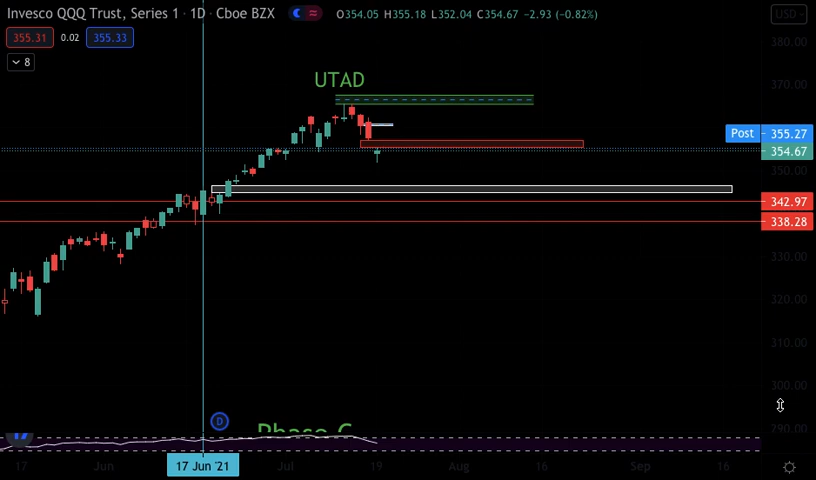 Invesco QQQ Trust, Series 1 · 1D · Cboe BZX
O354.05 H355.18 L352.04 C354.67 −2.93 (−0.82%)
USD
355.31 0.02 355.33
8
380.00
UTAD
370.00
Post 355.27
354.67
350.00
342.97
338.28
330.00
320.00
310.00
300.00
D
Phase C
290.00
17 Jun 17 Jun '21 Jul 19 Aug 16 Sep 16